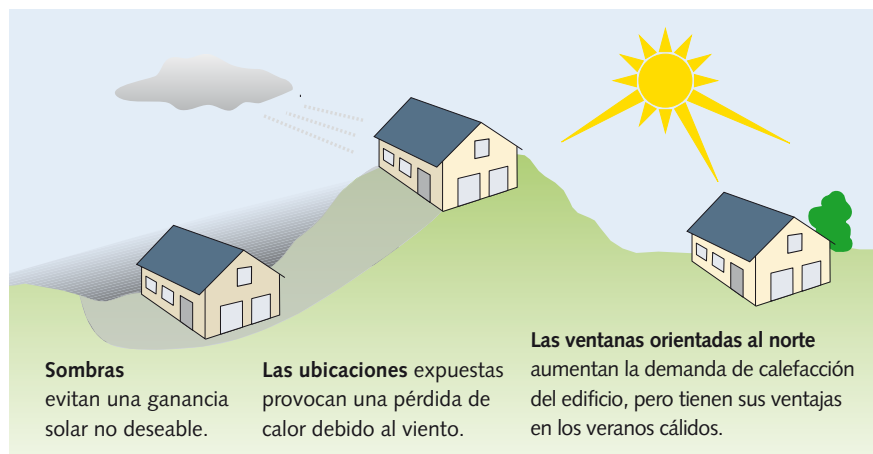 Sombras
evitan una ganancia
solar no deseable.
Las ubicaciones expuestas
provocan una pérdida de
calor debido al viento.
Las ventanas orientadas al norte
aumentan la demanda de calefacción
del edificio, pero tienen sus ventajas
en los veranos cálidos.